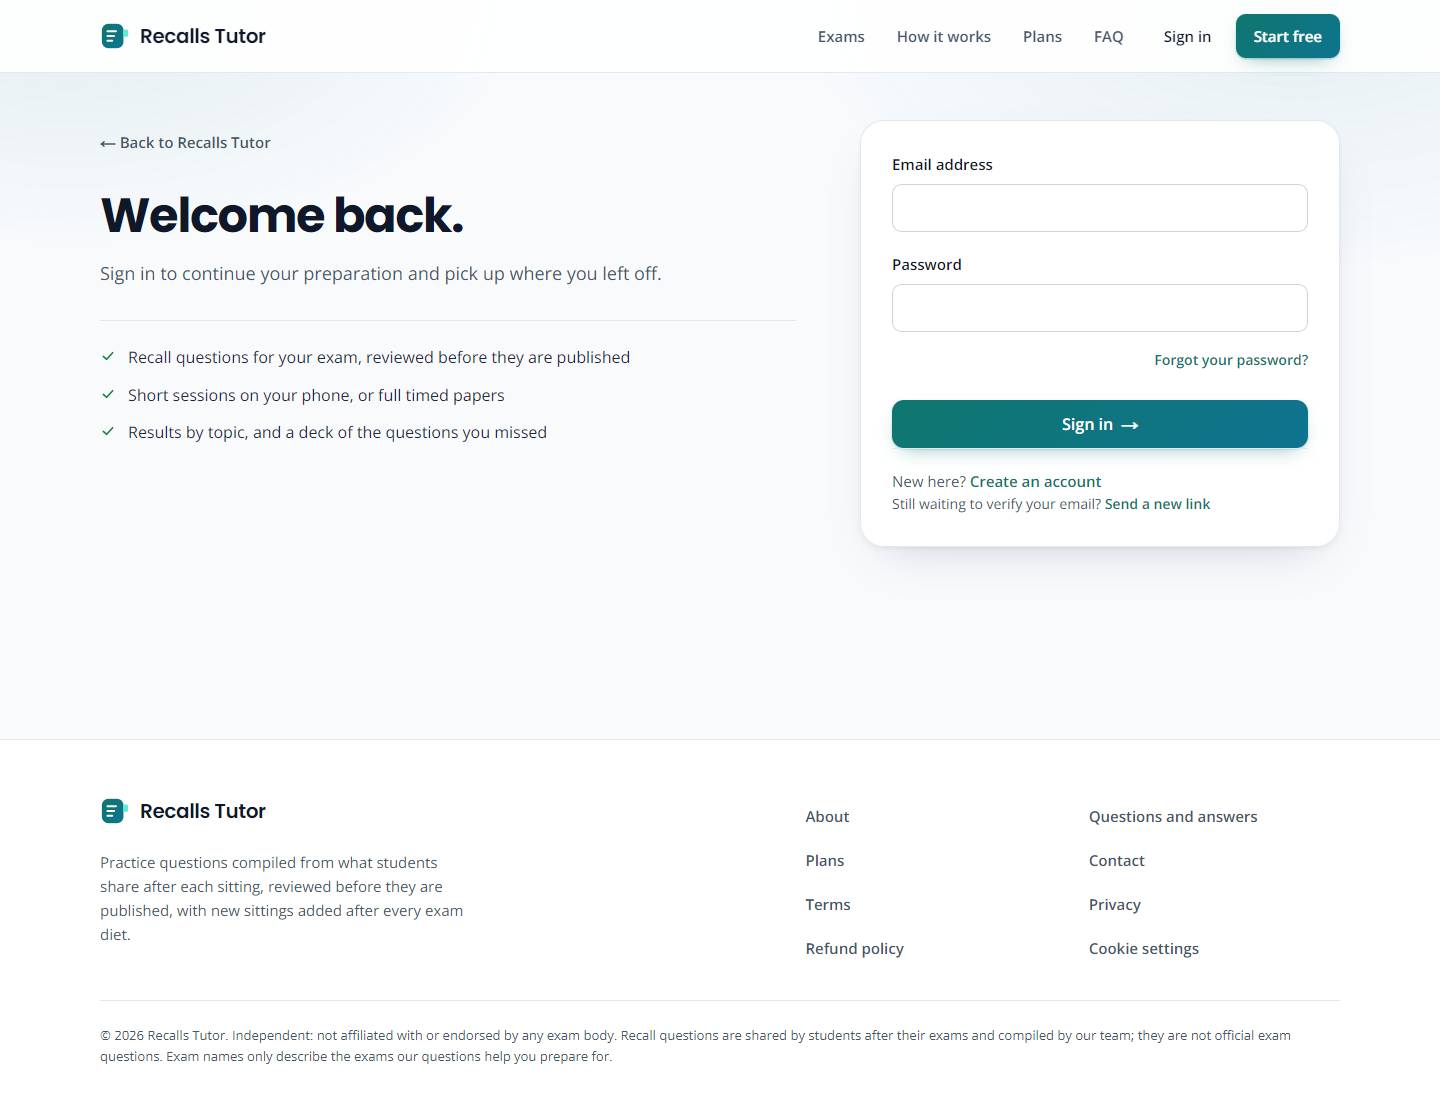 Recalls Tutor
Exams
How it works
Plans
FAQ
Sign in
Start free
← Back to Recalls Tutor
Welcome back.
Sign in to continue your preparation and pick up where you left off.
Recall questions for your exam, reviewed before they are published
Short sessions on your phone, or full timed papers
Results by topic, and a deck of the questions you missed
Email address
Password
Forgot your password?
Sign in →
New here? Create an account
Still waiting to verify your email? Send a new link
Recalls Tutor
Practice questions compiled from what students
share after each sitting, reviewed before they are
published, with new sittings added after every exam
diet.
About
Plans
Terms
Refund policy
Questions and answers
Contact
Privacy
Cookie settings
© 2026 Recalls Tutor. Independent: not affiliated with or endorsed by any exam body. Recall questions are shared by students after their exams and compiled by our team; they are not official exam
questions. Exam names only describe the exams our questions help you prepare for.